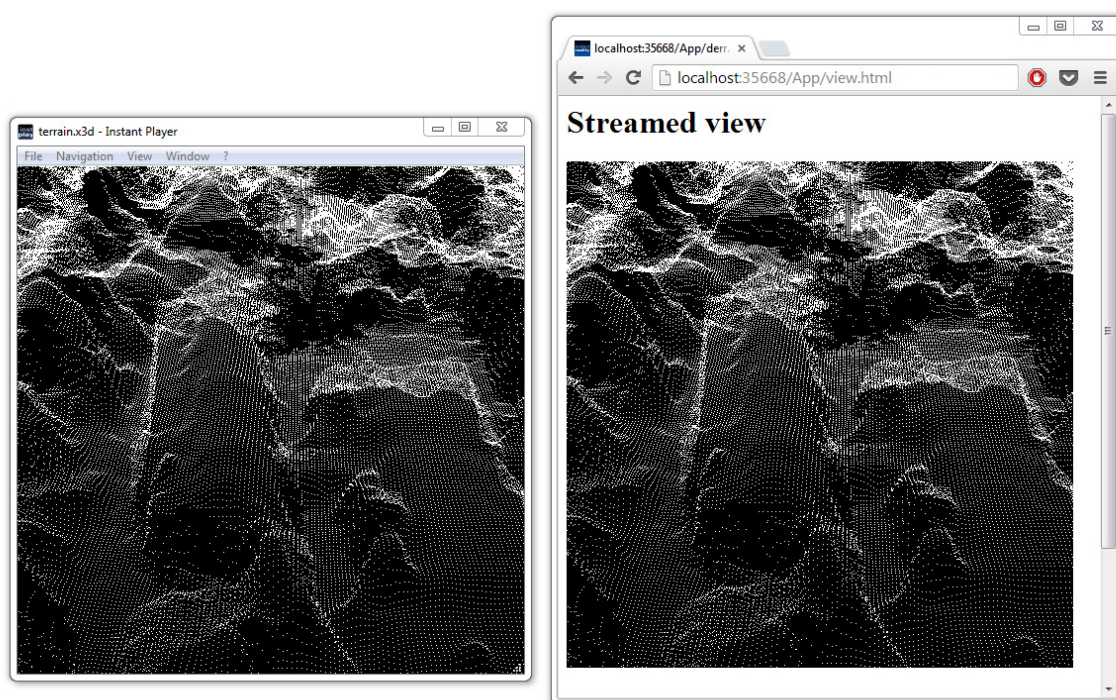 terrain.x3d - Instant Player
File Navigation View Window ?
localhost:35668/App/derr
localhost:35668/App/view.html
Streamed view